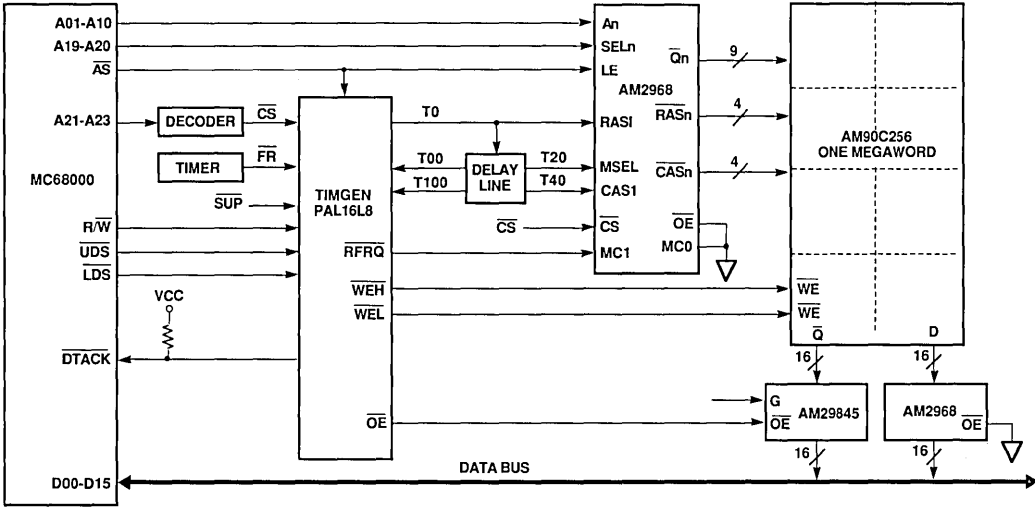 A01-A10
A19-A20
AS
A21-A23
MC68000
R/W
UDS
LDS
VCC
DTACK
D00-D15
DECODER
CS
TIMER
FR
SUP
TIMGEN
PAL16L8
T0
T00
T100
DELAY
LINE
T20
T40
RFRQ
WEH
WEL
OE
CS
An
SELn
LE
AM2968
RASI
MSEL
CAS1
CS
MC1
Qn
RASn
CASn
OE
MC0
9
4
4
AM90C256
ONE MEGAWORD
WE
WE
Q
D
16
16
G
OE
AM29845
AM2968
OE
16
16
DATA BUS